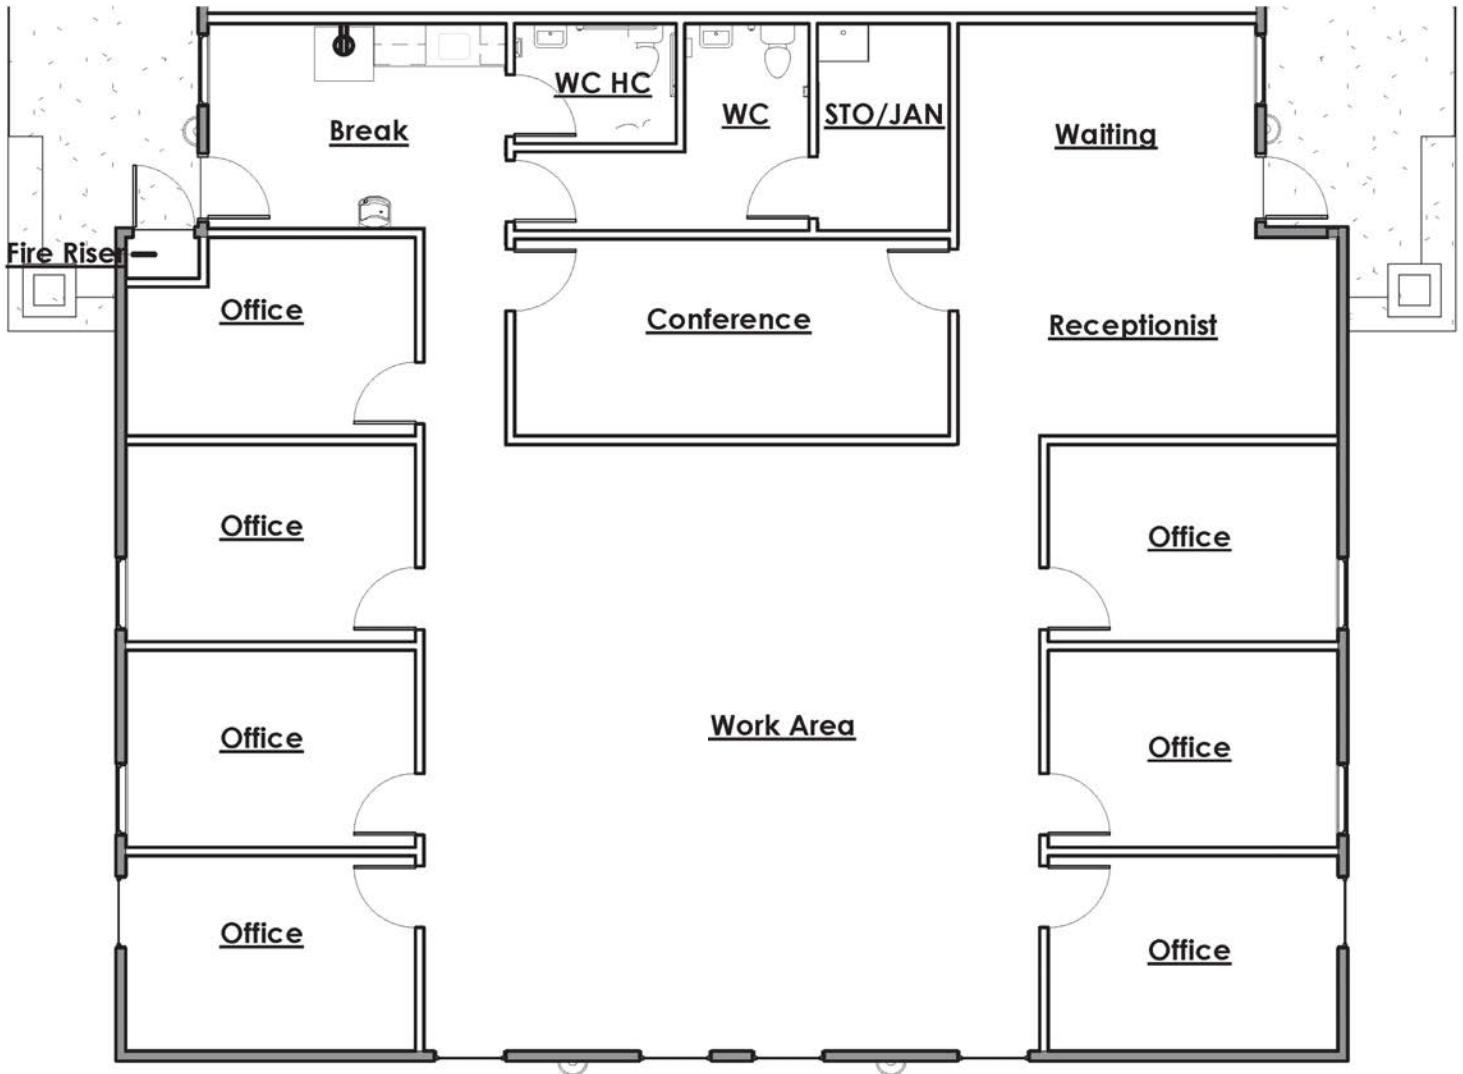 WC HC
WC
STO/JAN
Break
Waiting
Fire Riser
Office
Conference
Receptionist
Office
Office
Work Area
Office
Office
Office
Office